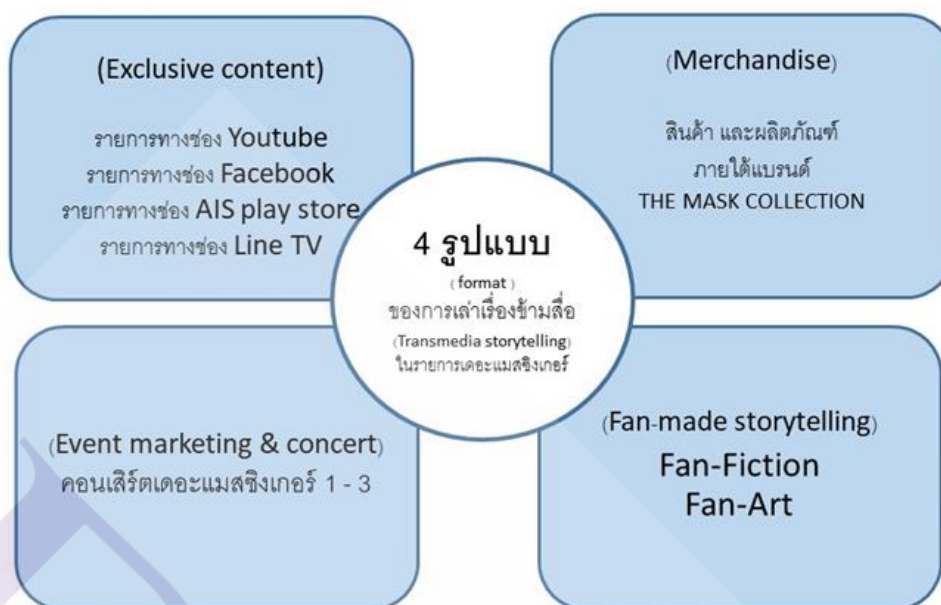 (Exclusive content)
รายการทางช่อง Youtube
รายการทางช่อง Facebook
รายการทางช่อง AIS play store
รายการทางช่อง Line TV
(Merchandise)
สินค้า และผลิตภัณฑ์
ภายใต้แบรนด์
THE MASK COLLECTION
4 รูปแบบ
(format)
ของการเล่าเรื่องข้ามสื่อ
(Transmedia storytelling)
ในรายการเดอะแมสซิงเกอร์
(Event marketing & concert)
คอนเสิร์ตเดอะแมสซิงเกอร์ 1 - 3
(Fan-made storytelling)
Fan-Fiction
Fan-Art